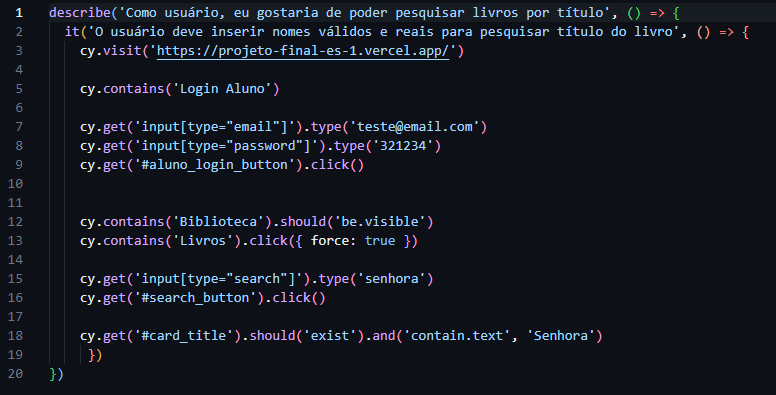 1 describe('Como usuário, eu gostaria de poder pesquisar livros por título', () => {
2 it('O usuário deve inserir nomes válidos e reais para pesquisar título do livro', () => {
3 cy.visit('https://projeto-final-es-1.vercel.app/')
4
5 cy.contains('Login Aluno')
6
7 cy.get('input[type="email"]').type('teste@email.com')
8 cy.get('input[type="password"]').type('321234')
9 cy.get('#aluno_login_button').click()
10
11
12 cy.contains('Biblioteca').should('be.visible')
13 cy.contains('Livros').click({ force: true })
14
15 cy.get('input[type="search"]').type('senhora')
16 cy.get('#search_button').click()
17
18 cy.get('#card_title').should('exist').and('contain.text', 'Senhora')
19 })
20 })